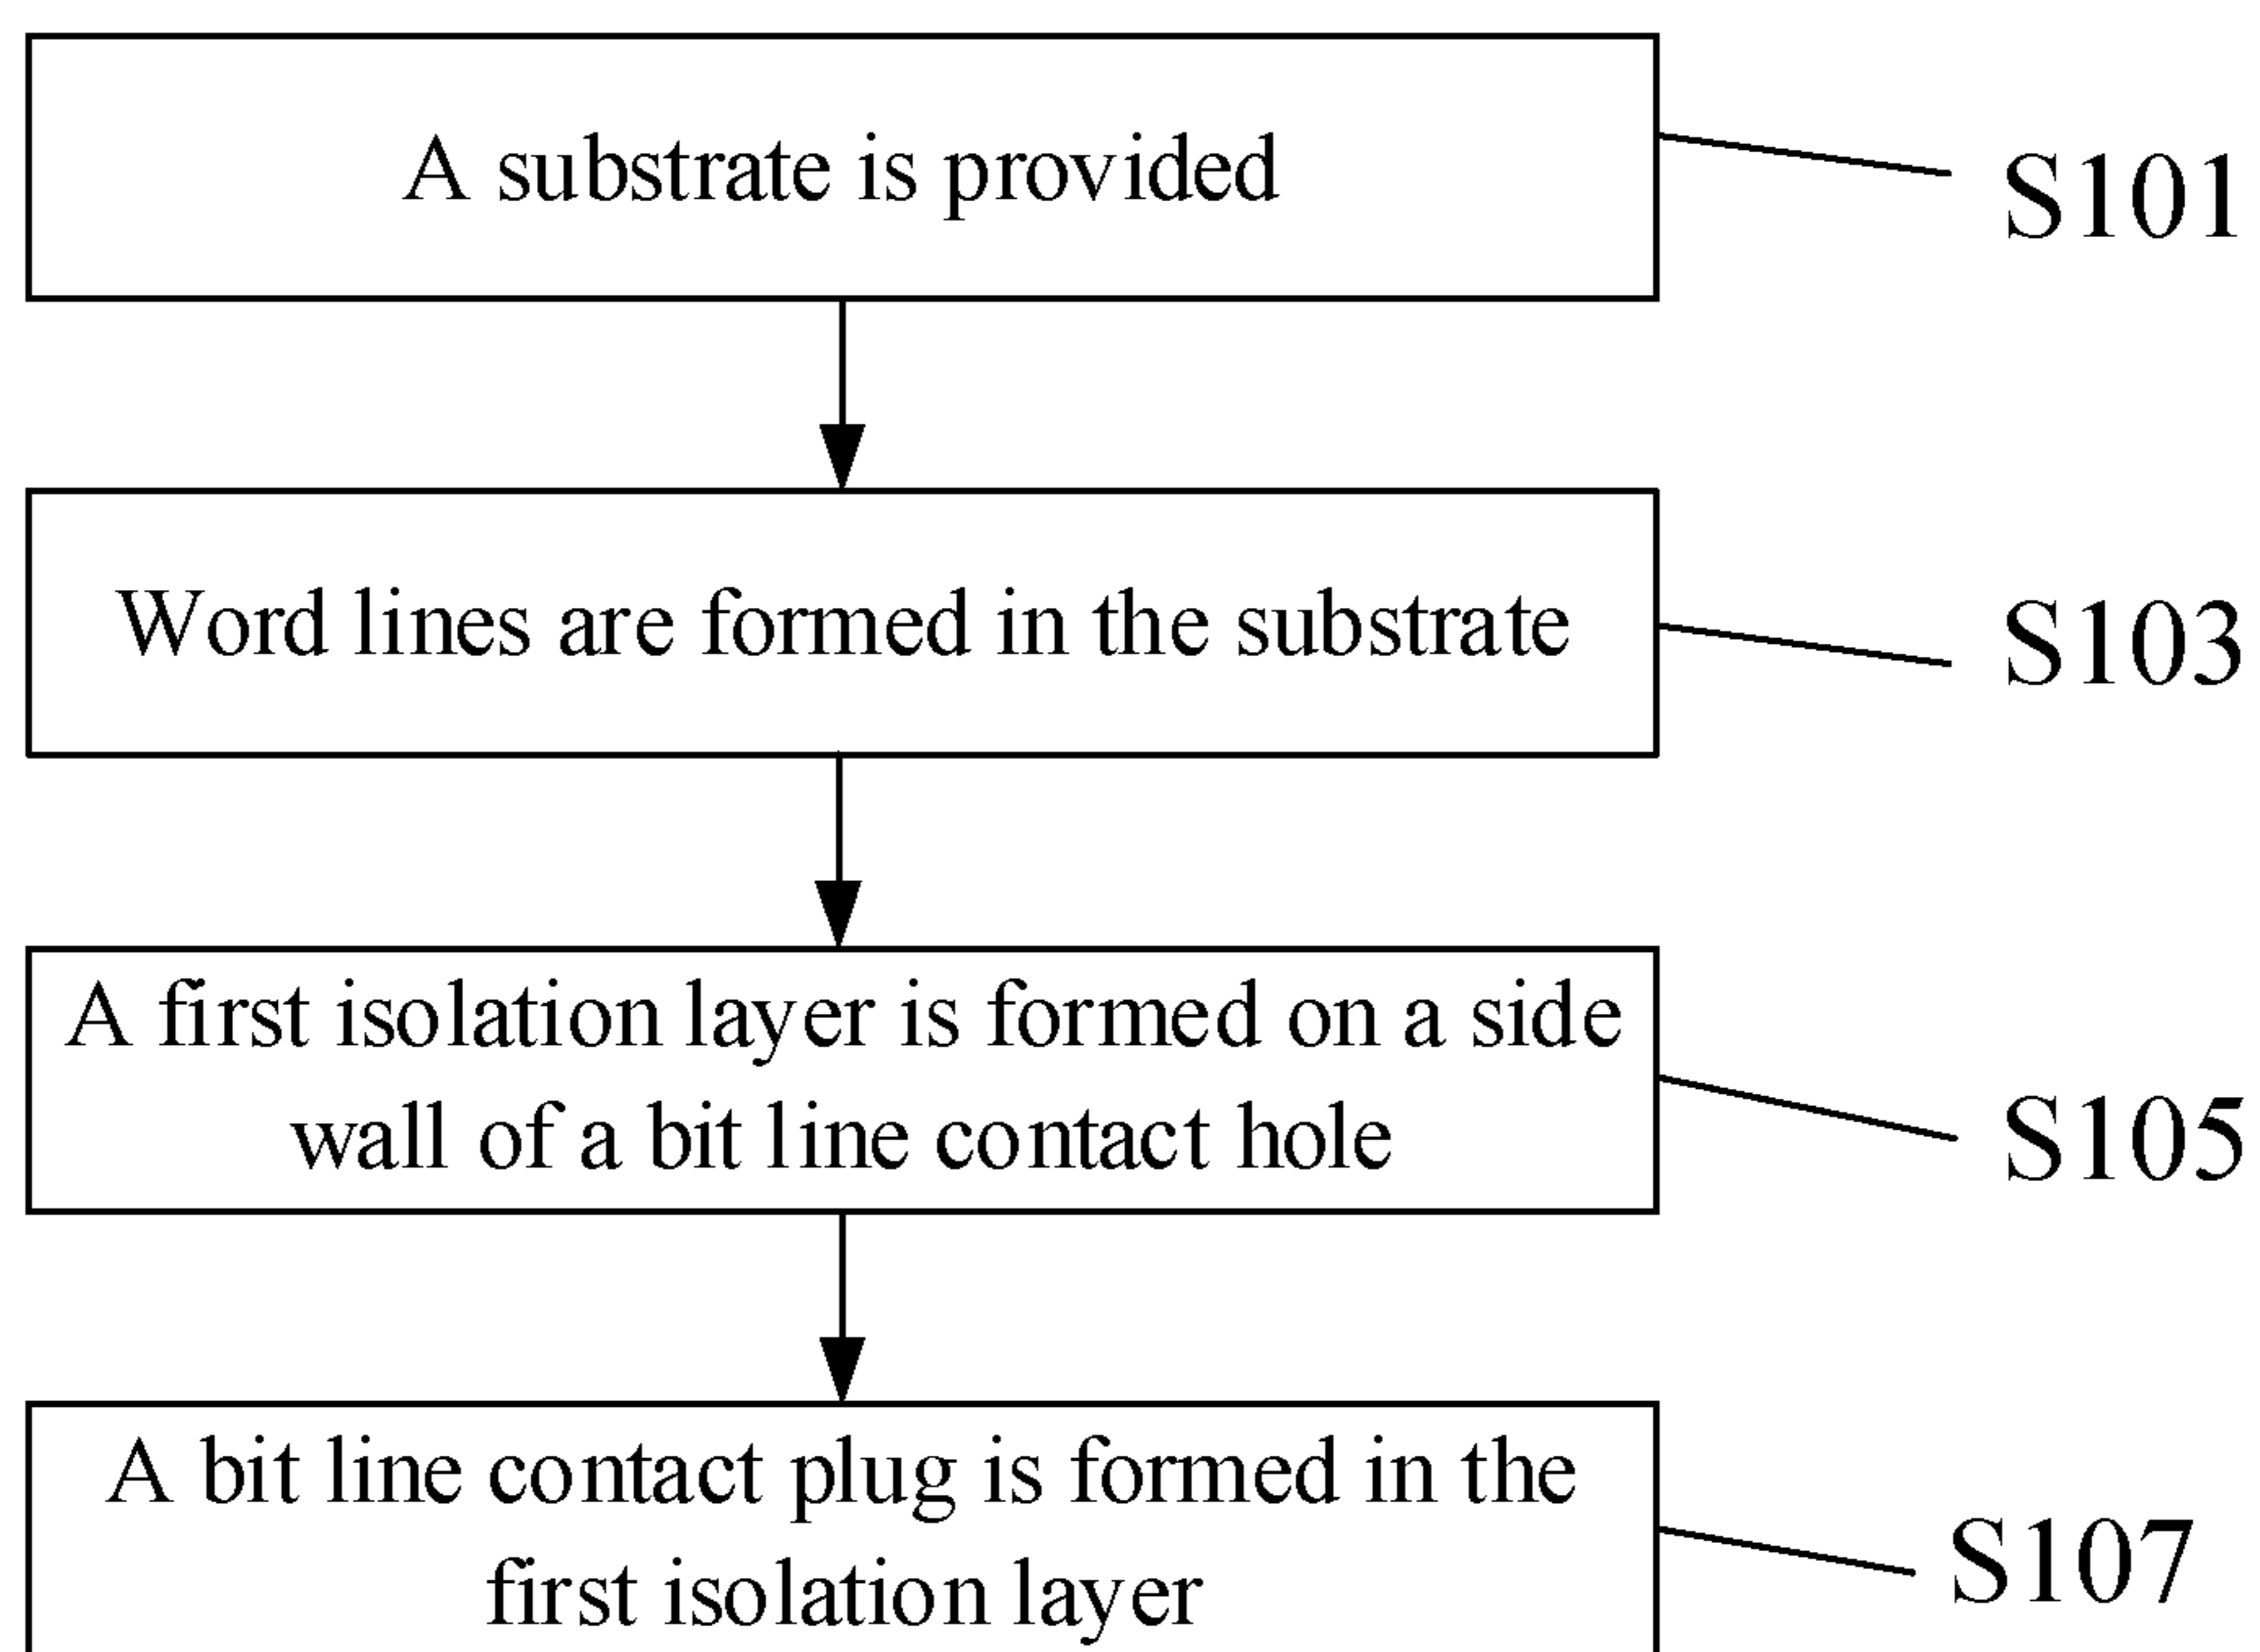 A substrate is provided
S101
Word lines are formed in the substrate
S103
A first isolation layer is formed on a side
wall of a bit line contact hole
S105
A bit line contact plug is formed in the
first isolation layer
S107